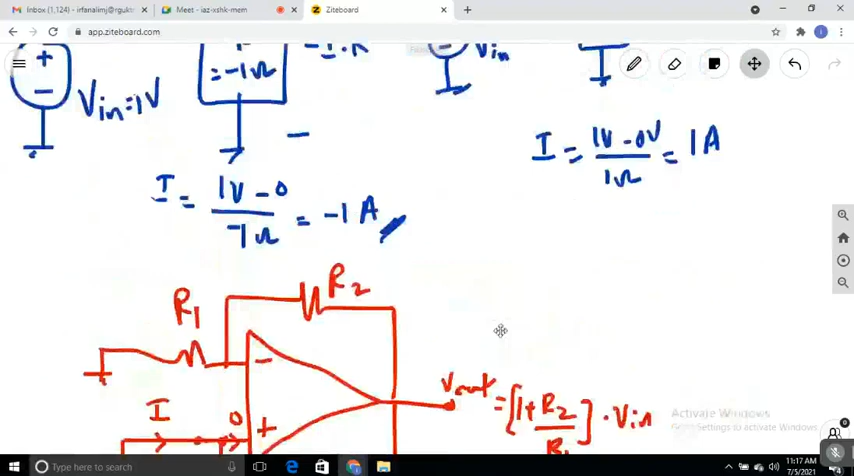 Inbox (1,124) - irfanalimj@rgukt
Meet – iaz-xshk-mem
Ziteboard
app.ziteboard.com
+
-
Vin=1V
=-1Ω
-I.R
Vin
I = 1V-0V / 1Ω = 1A
I = 1V-0 / -1Ω = -1A
R2
R1
-
Vout = [1+R2/R1].Vin
I
0
+
Activate Windows
Go to Settings to activate Windows.
Type here to search
ENG
11:17 AM
7/5/2021